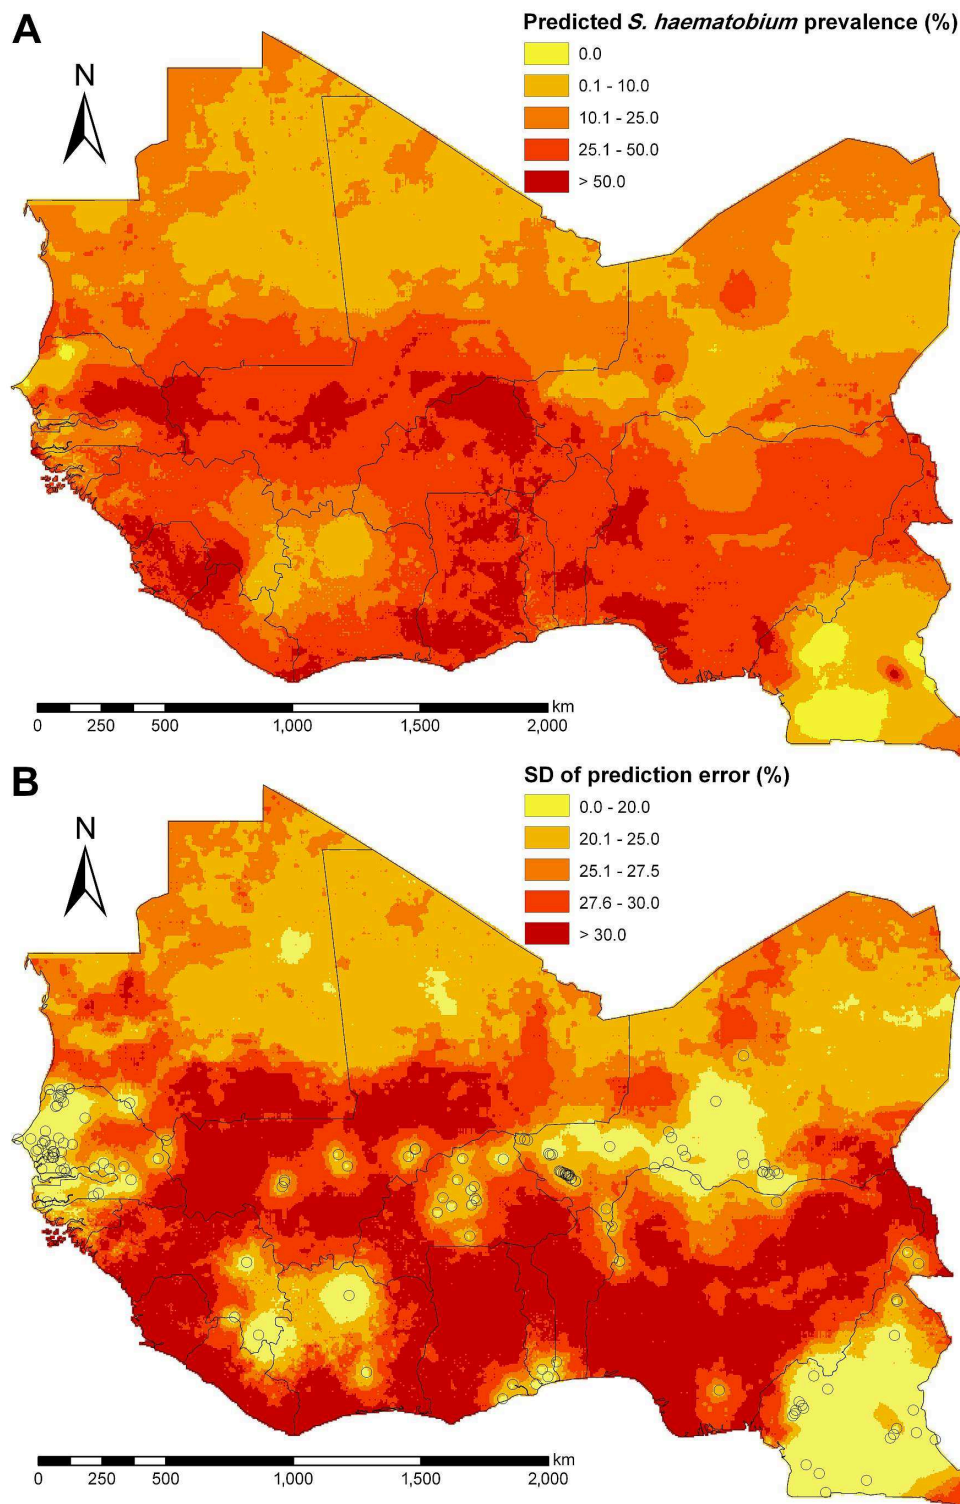 A
Predicted S. haematobium prevalence (%)
N
0.0
0.1 - 10.0
10.1 - 25.0
25.1 - 50.0
> 50.0
km
0 250 500 1,000 1,500 2,000
B
SD of prediction error (%)
N
0.0 - 20.0
20.1 - 25.0
25.1 - 27.5
27.6 - 30.0
> 30.0
km
0 250 500 1,000 1,500 2,000